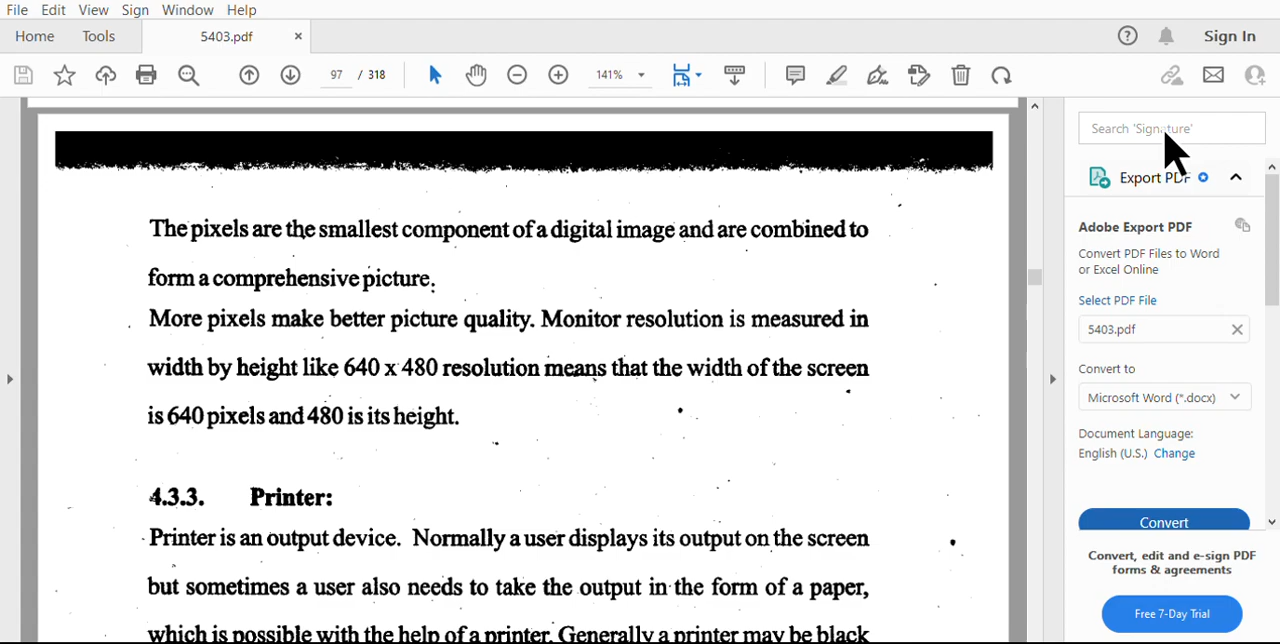 File Edit View Sign Window Help
Home Tools 5403.pdf × Sign In
97 / 318 141%
Search 'Signature'
Export PDF
Adobe Export PDF
Convert PDF Files to Word
or Excel Online
Select PDF File
5403.pdf
Convert to
Microsoft Word (*.docx)
Document Language:
English (U.S.) Change
Convert
Convert, edit and e-sign PDF
forms & agreements
Free 7-Day Trial
The pixels are the smallest component of a digital image and are combined to
form a comprehensive picture.
More pixels make better picture quality. Monitor resolution is measured in
width by height like 640 x 480 resolution means that the width of the screen
is 640 pixels and 480 is its height.
4.3.3. Printer:
Printer is an output device. Normally a user displays its output on the screen
but sometimes a user also needs to take the output in the form of a paper,
which is possible with the help of a printer. Generally a printer may be black